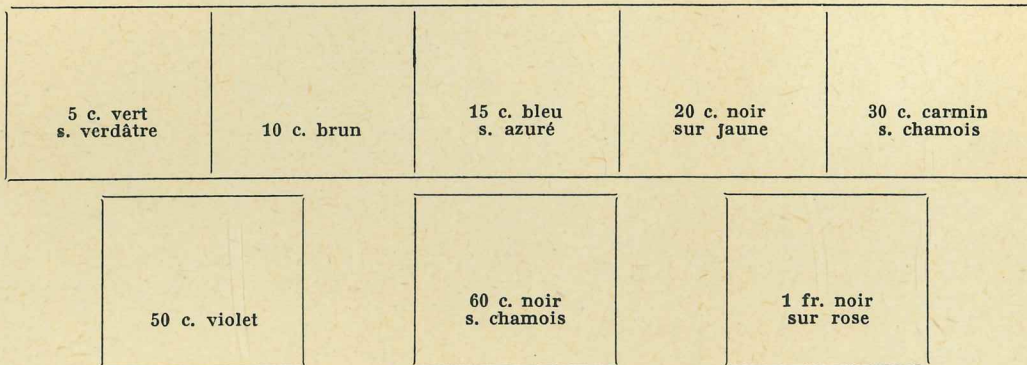 5 c. vert
s. verdâtre
10 c. brun
15 c. bleu
s. azuré
20 c. noir
sur jaune
30 c. carmin
s. chamois
50 c. violet
60 c. noir
s. chamois
1 fr. noir
sur rose